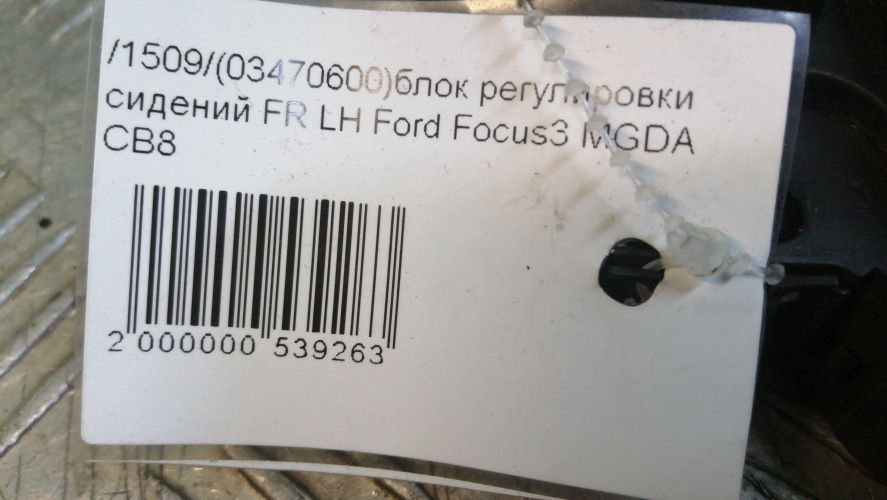 /1509/(03470600)блок регулировки
сидений FR LH Ford Focus3 MGDA
CB8
2 000000 539263